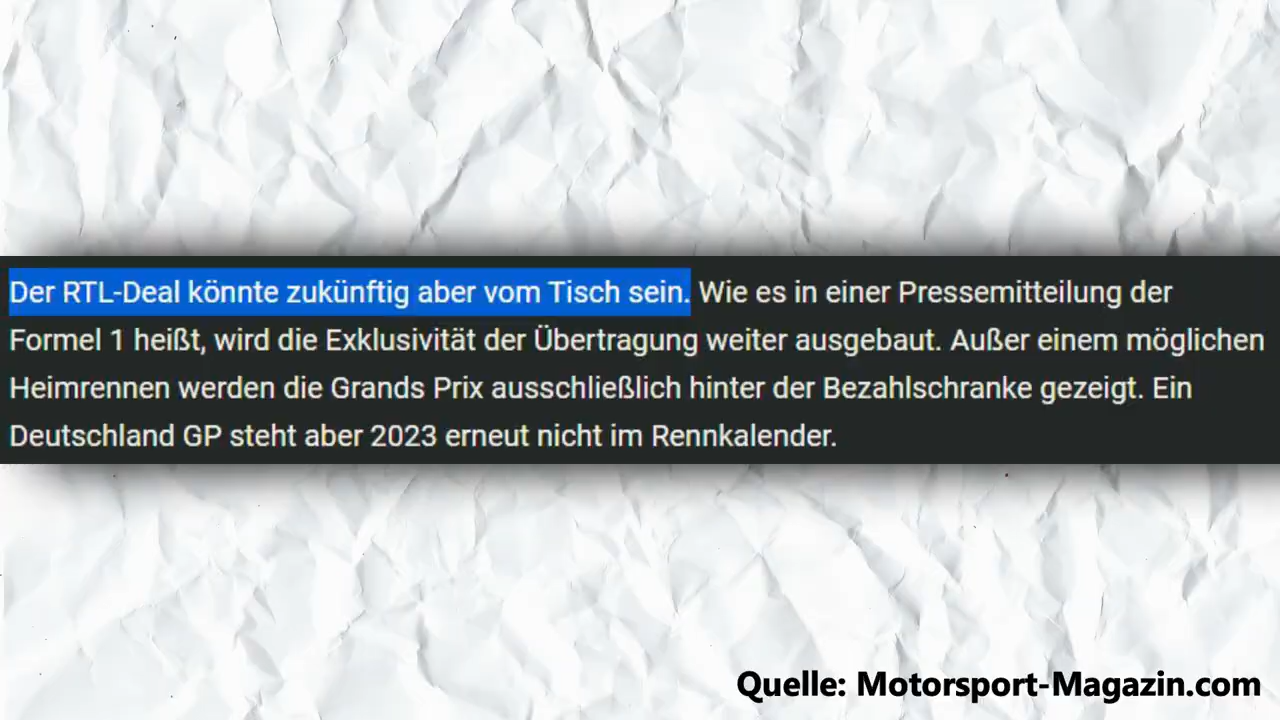 Der RTL-Deal könnte zukünftig aber vom Tisch sein. Wie es in einer Pressemitteilung der
Formel 1 heißt, wird die Exklusivität der Übertragung weiter ausgebaut. Außer einem möglichen
Heimrennen werden die Grands Prix ausschließlich hinter der Bezahlschranke gezeigt. Ein
Deutschland GP steht aber 2023 erneut nicht im Rennkalender.
Quelle: Motorsport-Magazin.com